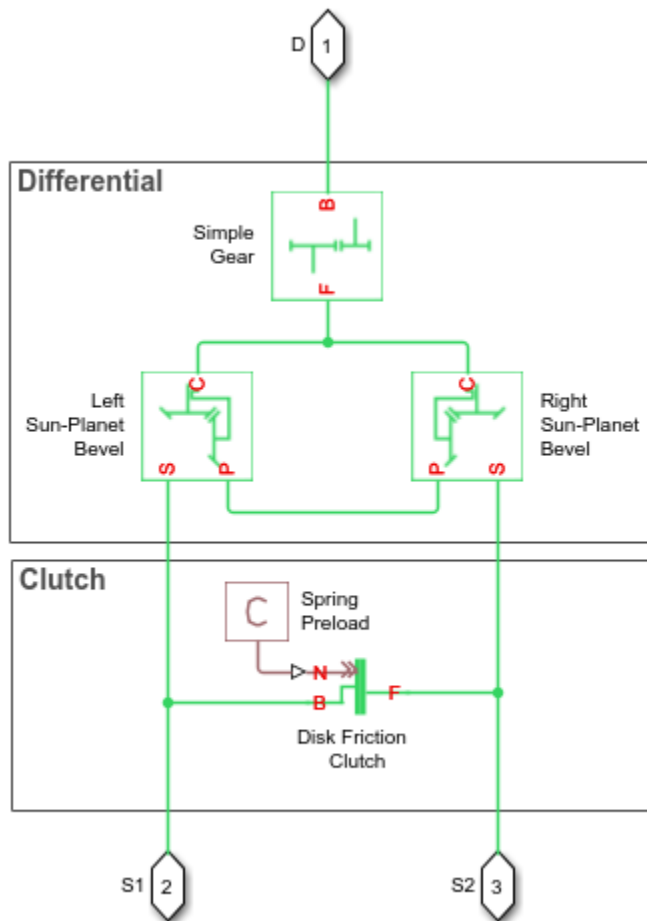 D 1
Differential
B
Simple
Gear
F
C
C
Left
Sun-Planet
Bevel
Right
Sun-Planet
Bevel
S
P
P
S
Clutch
C
Spring
Preload
N
B
F
Disk Friction
Clutch
S1 2
S2 3